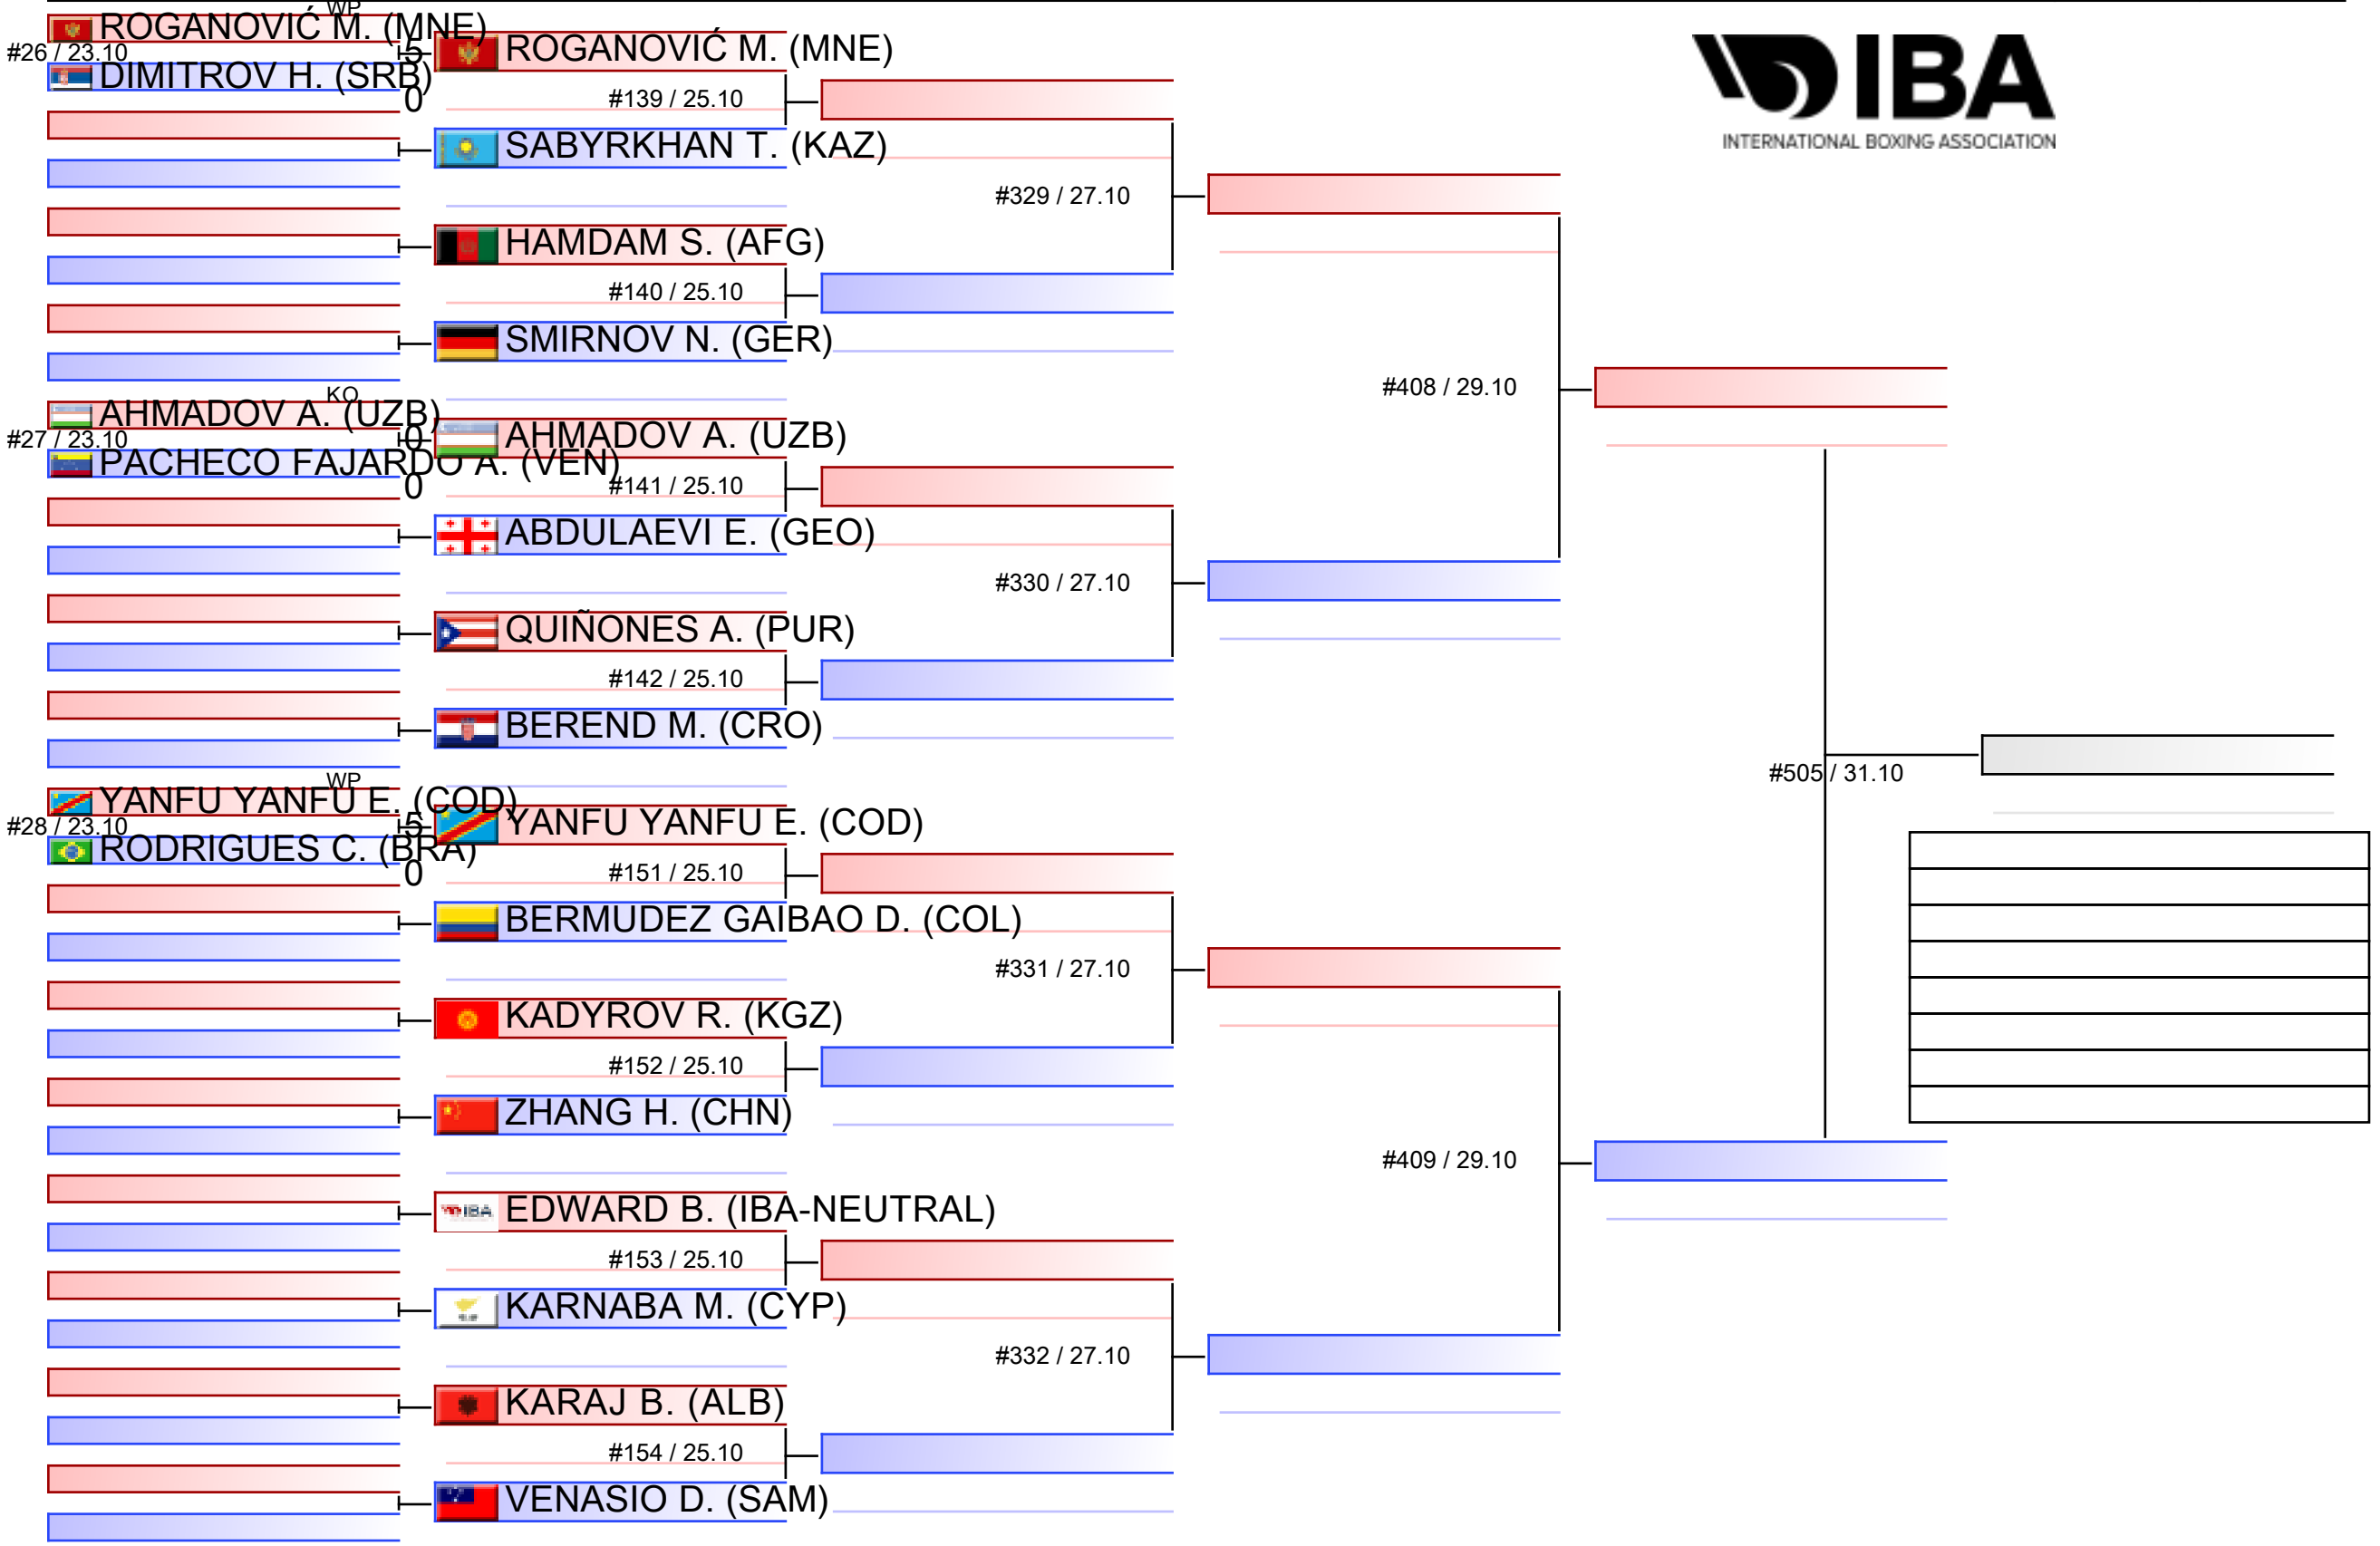 WP
ROGANOVIĆ M. (MNE)
#26 / 23.10
5
DIMITROV H. (SRB)
0
ROGANOVIĆ M. (MNE)
#139 / 25.10
SABYRKHAN T. (KAZ)
#329 / 27.10
HAMDAM S. (AFG)
#140 / 25.10
SMIRNOV N. (GER)
#408 / 29.10
KO
AHMADOV A. (UZB)
#27 / 23.10
0
PACHECO FAJARDO A. (VEN)
0
AHMADOV A. (UZB)
#141 / 25.10
ABDULAEVI E. (GEO)
#330 / 27.10
QUIÑONES A. (PUR)
#142 / 25.10
BEREND M. (CRO)
#505 / 31.10
WP
YANFU YANFU E. (COD)
#28 / 23.10
5
RODRIGUES C. (BRA)
0
YANFU YANFU E. (COD)
#151 / 25.10
BERMUDEZ GAIBAO D. (COL)
#331 / 27.10
KADYROV R. (KGZ)
#152 / 25.10
ZHANG H. (CHN)
#409 / 29.10
IBA
EDWARD B. (IBA-NEUTRAL)
#153 / 25.10
KARNABA M. (CYP)
#332 / 27.10
KARAJ B. (ALB)
#154 / 25.10
VENASIO D. (SAM)
IBA
INTERNATIONAL BOXING ASSOCIATION